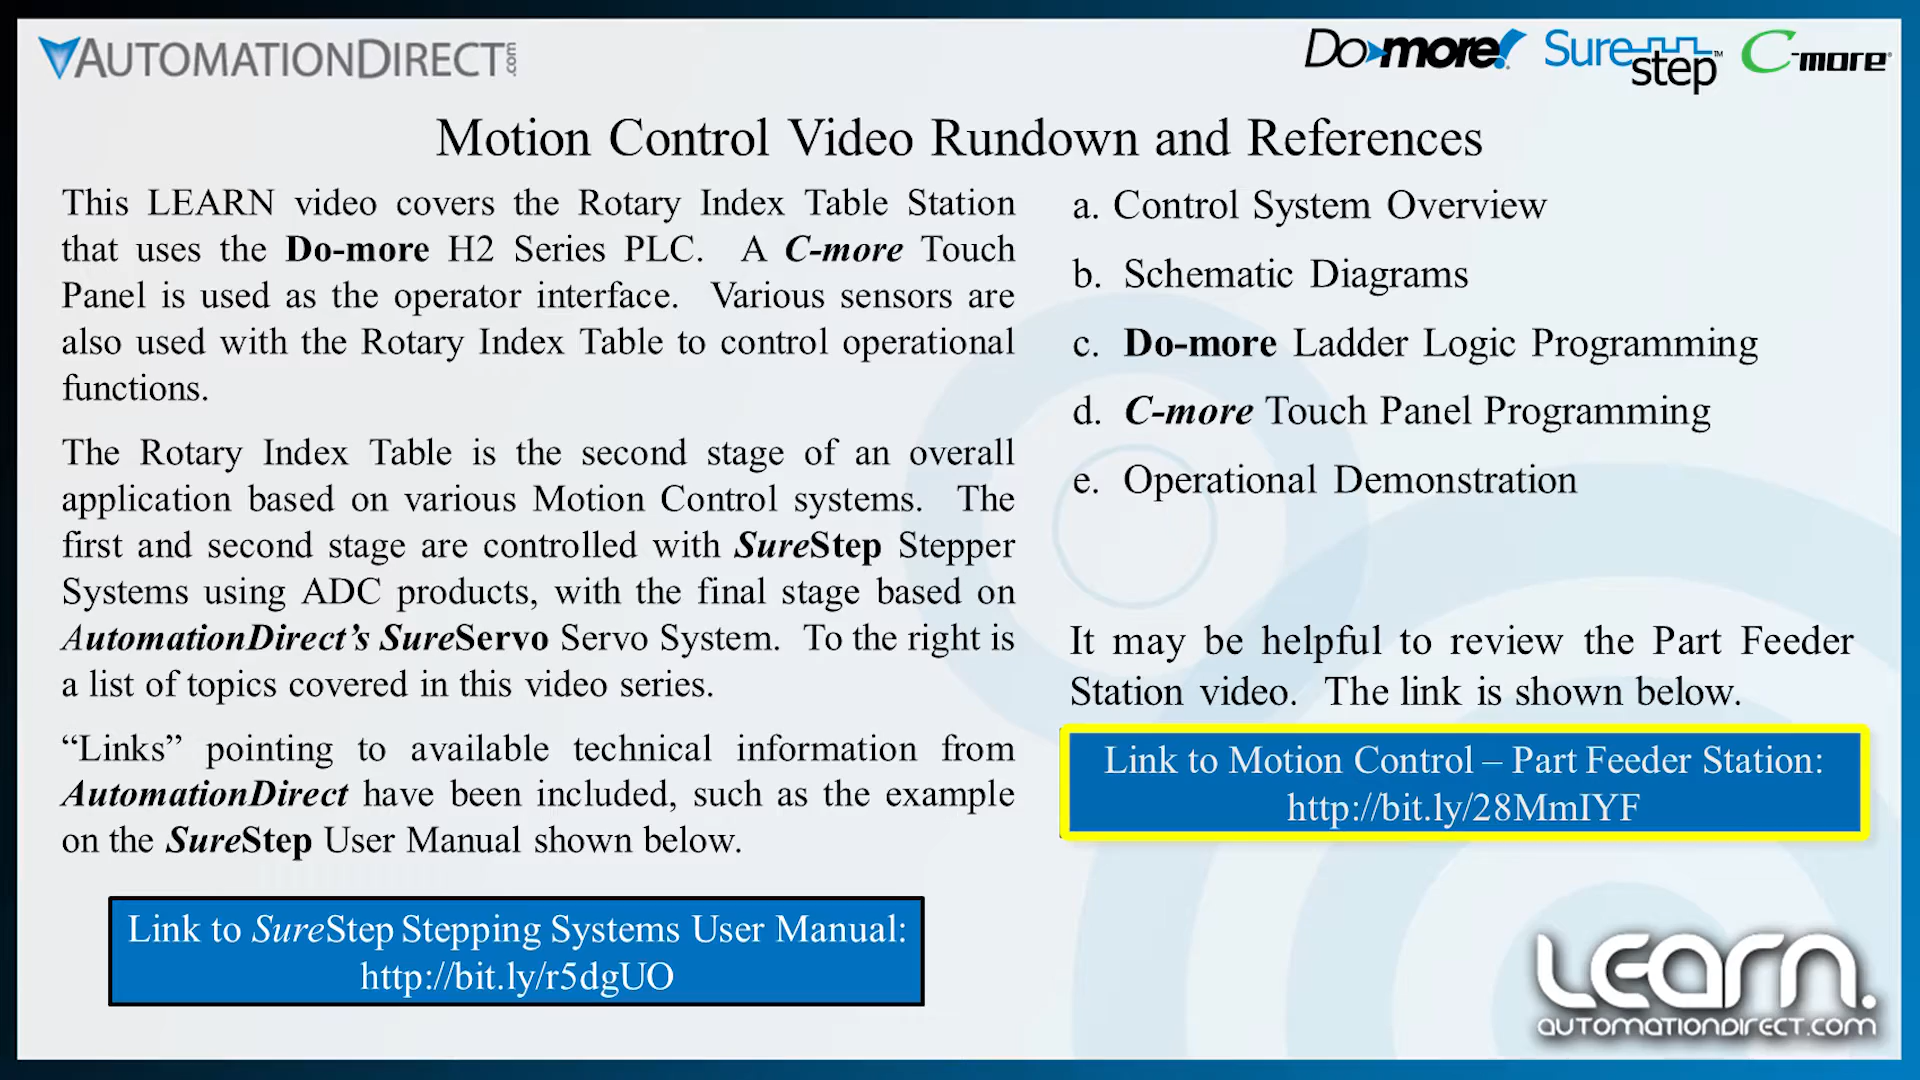 AUTOMATIONDIRECT.com
Do-more!
SureStep™
C-more®
Motion Control Video Rundown and References
This LEARN video covers the Rotary Index Table Station
that uses the Do-more H2 Series PLC. A C-more Touch
Panel is used as the operator interface. Various sensors are
also used with the Rotary Index Table to control operational
functions.
The Rotary Index Table is the second stage of an overall
application based on various Motion Control systems. The
first and second stage are controlled with SureStep Stepper
Systems using ADC products, with the final stage based on
AutomationDirect’s SureServo Servo System. To the right is
a list of topics covered in this video series.
“Links” pointing to available technical information from
AutomationDirect have been included, such as the example
on the SureStep User Manual shown below.
Link to SureStep Stepping Systems User Manual:
http://bit.ly/r5dgUO
a. Control System Overview
b. Schematic Diagrams
c. Do-more Ladder Logic Programming
d. C-more Touch Panel Programming
e. Operational Demonstration
It may be helpful to review the Part Feeder
Station video. The link is shown below.
Link to Motion Control – Part Feeder Station:
http://bit.ly/28MmIYF
LEARN.
AUTOMATIONDIRECT.COM